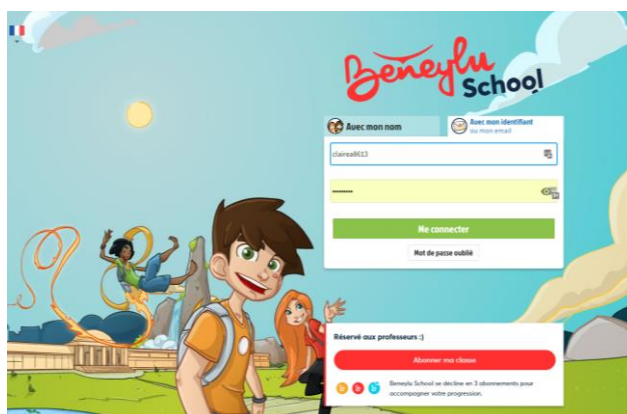 Beneylu
School
Avec mon nom
Avec mon identifiant
ou mon email
clairea8613
Me connecter
Mot de passe oublié
Réservé aux professeurs :)
Abonner ma classe
Beneylu School se décline en 3 abonnements pour
accompagner votre progression.